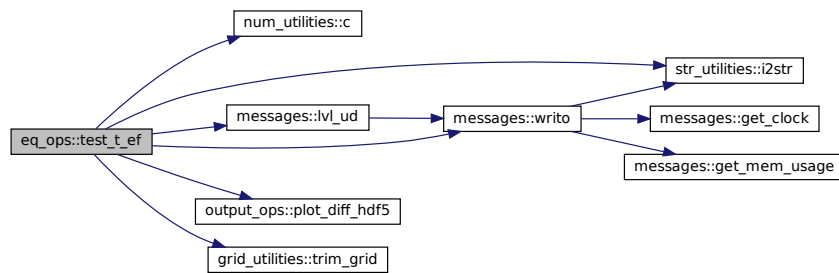 num_utilities::c
str_utilities::i2str
messages::lvl_ud
messages::writo
messages::get_clock
eq_ops::test_t_ef
messages::get_mem_usage
output_ops::plot_diff_hdf5
grid_utilities::trim_grid